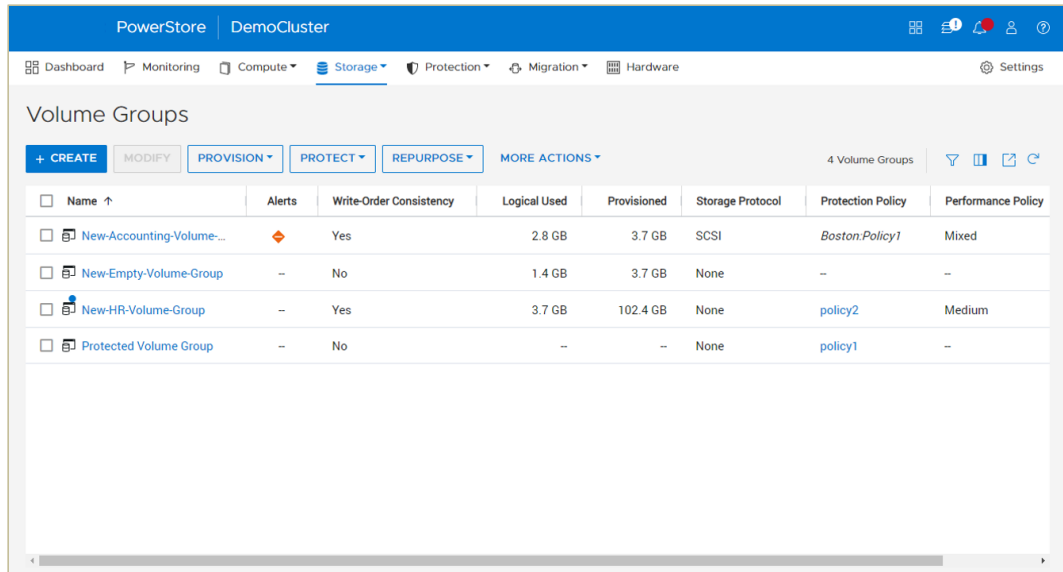 PowerStore DemoCluster
Dashboard Monitoring Compute Storage Protection Migration Hardware Settings
Volume Groups
+ CREATE MODIFY PROVISION PROTECT REPURPOSE MORE ACTIONS 4 Volume Groups
Name ↑ Alerts Write-Order Consistency Logical Used Provisioned Storage Protocol Protection Policy Performance Policy
New-Accounting-Volume-... Yes 2.8 GB 3.7 GB SCSI Boston:Policy1 Mixed
New-Empty-Volume-Group -- No 1.4 GB 3.7 GB None -- --
New-HR-Volume-Group -- Yes 3.7 GB 102.4 GB None policy2 Medium
Protected Volume Group -- No -- -- None policy1 --